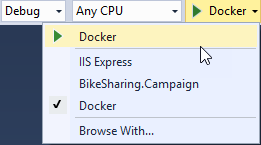 Debug Any CPU Docker
Docker
IIS Express
BikeSharing.Campaign
Docker
Browse With...